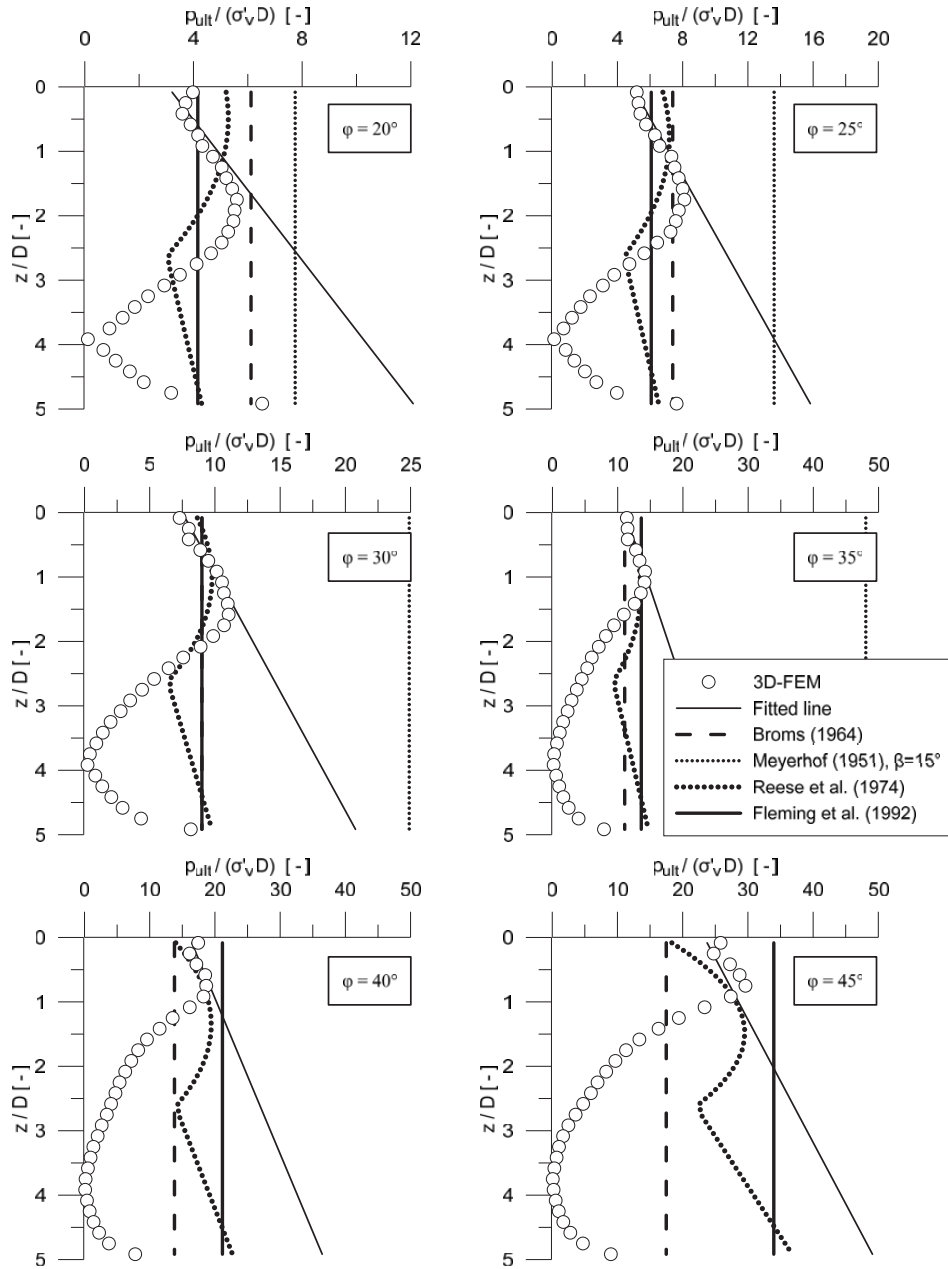 p_ult / (σ'_v D) [-]
0 4 8 12
0
1
2
3
4
5
z / D [-]
φ = 20°
p_ult / (σ'_v D) [-]
0 4 8 12 16 20
0
1
2
3
4
5
z / D [-]
φ = 25°
p_ult / (σ'_v D) [-]
0 5 10 15 20 25
0
1
2
3
4
5
z / D [-]
φ = 30°
p_ult / (σ'_v D) [-]
0 10 20 30 40 50
0
1
2
3
4
5
z / D [-]
φ = 35°
3D-FEM
Fitted line
Broms (1964)
Meyerhof (1951), β=15°
Reese et al. (1974)
Fleming et al. (1992)
p_ult / (σ'_v D) [-]
0 10 20 30 40 50
0
1
2
3
4
5
z / D [-]
φ = 40°
p_ult / (σ'_v D) [-]
0 10 20 30 40 50
0
1
2
3
4
5
z / D [-]
φ = 45°